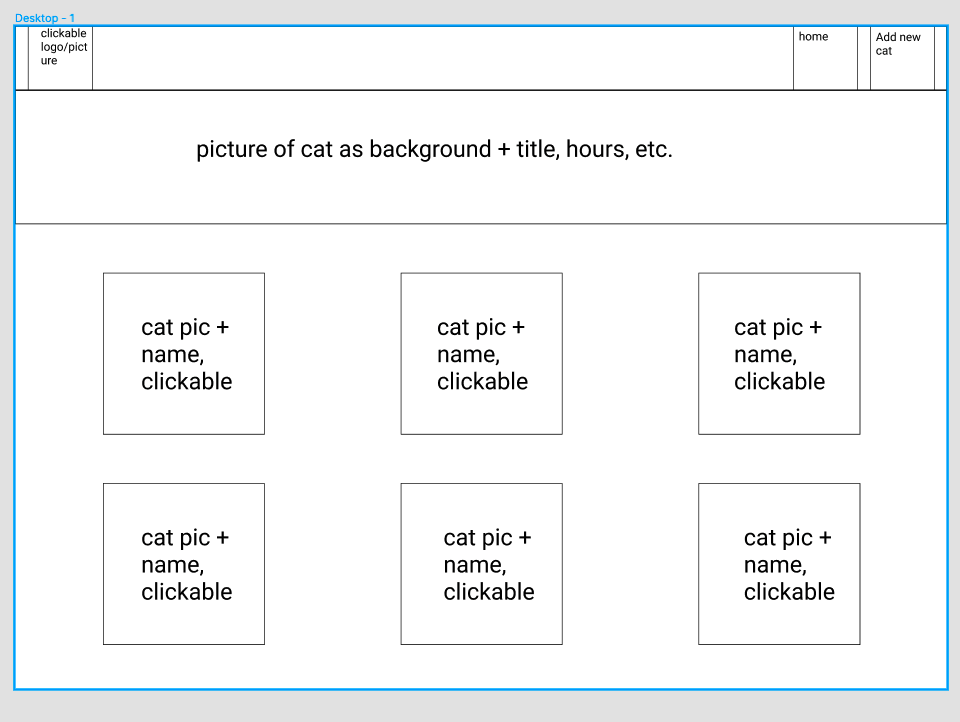 Desktop - 1
clickable
logo/pict
ure
home
Add new
cat
picture of cat as background + title, hours, etc.
cat pic +
name,
clickable
cat pic +
name,
clickable
cat pic +
name,
clickable
cat pic +
name,
clickable
cat pic +
name,
clickable
cat pic +
name,
clickable